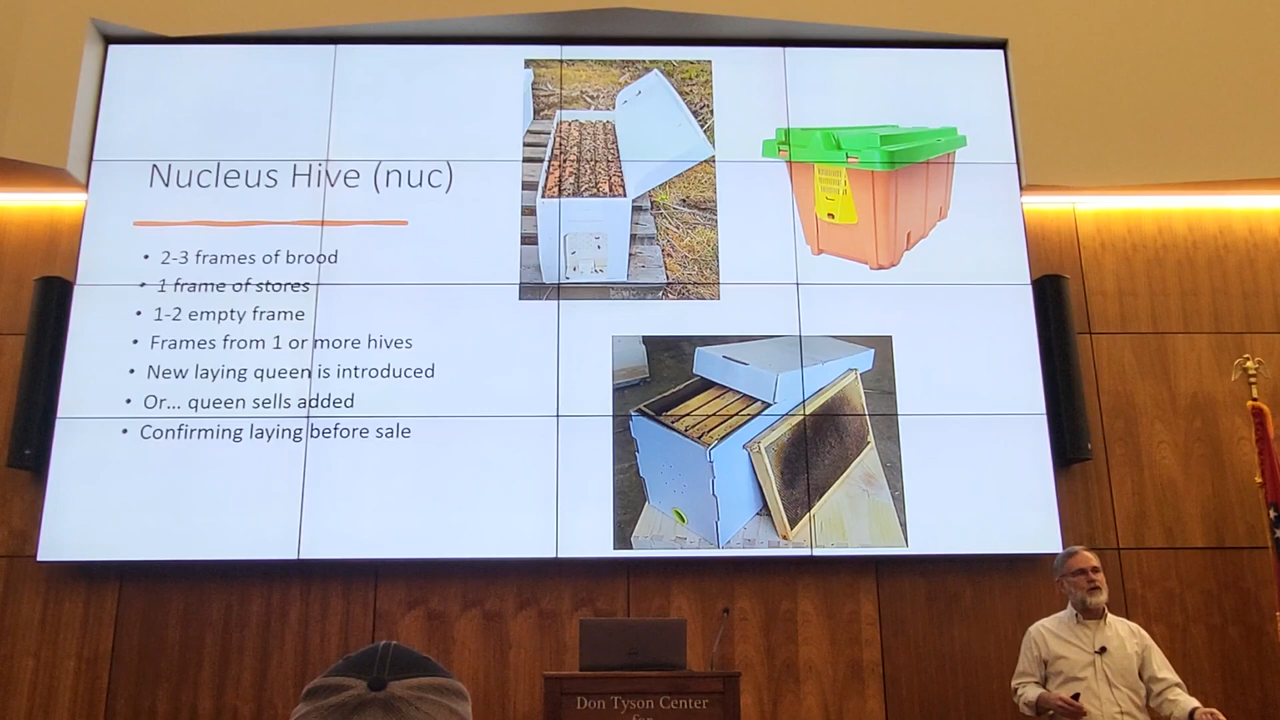 Nucleus Hive (nuc)
• 2-3 frames of brood
• 1 frame of stores
• 1-2 empty frame
• Frames from 1 or more hives
• New laying queen is introduced
• Or... queen sells added
• Confirming laying before sale
Don Tyson Center
for